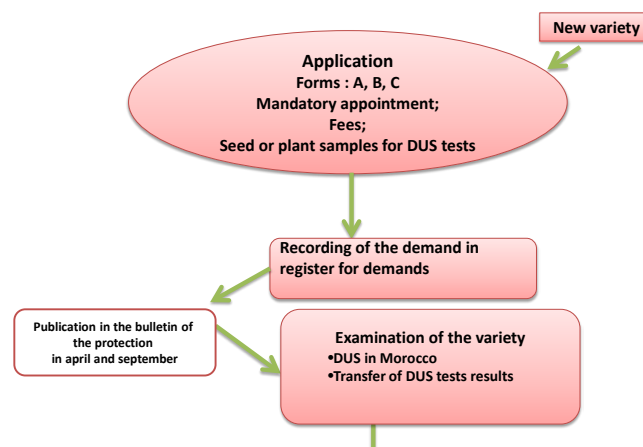 New variety
Application
Forms : A, B, C
Mandatory appointment;
Fees;
Seed or plant samples for DUS tests
Recording of the demand in
register for demands
Publication in the bulletin of
the protection
in april and september
Examination of the variety
•DUS in Morocco
•Transfer of DUS tests results